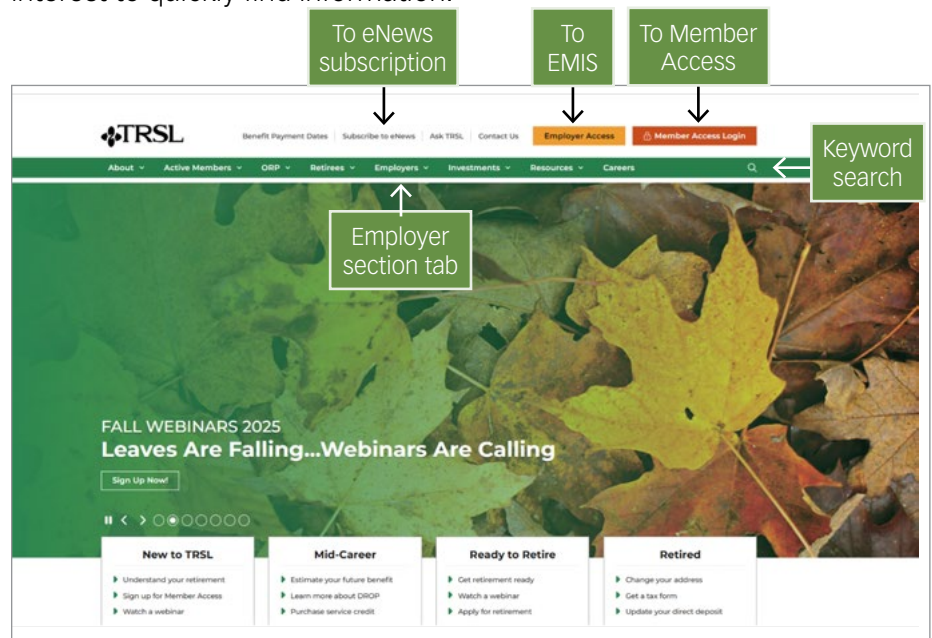 interest to quickly find information.
To eNews
subscription
To
EMIS
To Member
Access
TRSL
Benefit Payment Dates
Subscribe to eNews
Ask TRSL
Contact Us
Employer Access
Member Access Login
About
Active Members
ORP
Retirees
Employers
Investments
Resources
Careers
Keyword
search
Employer
section tab
FALL WEBINARS 2025
Leaves Are Falling...Webinars Are Calling
Sign Up Now!
New to TRSL
Understand your retirement
Sign up for Member Access
Watch a webinar
Mid-Career
Estimate your future benefit
Learn more about DROP
Purchase service credit
Ready to Retire
Get retirement ready
Watch a webinar
Apply for retirement
Retired
Change your address
Get a tax form
Update your direct deposit